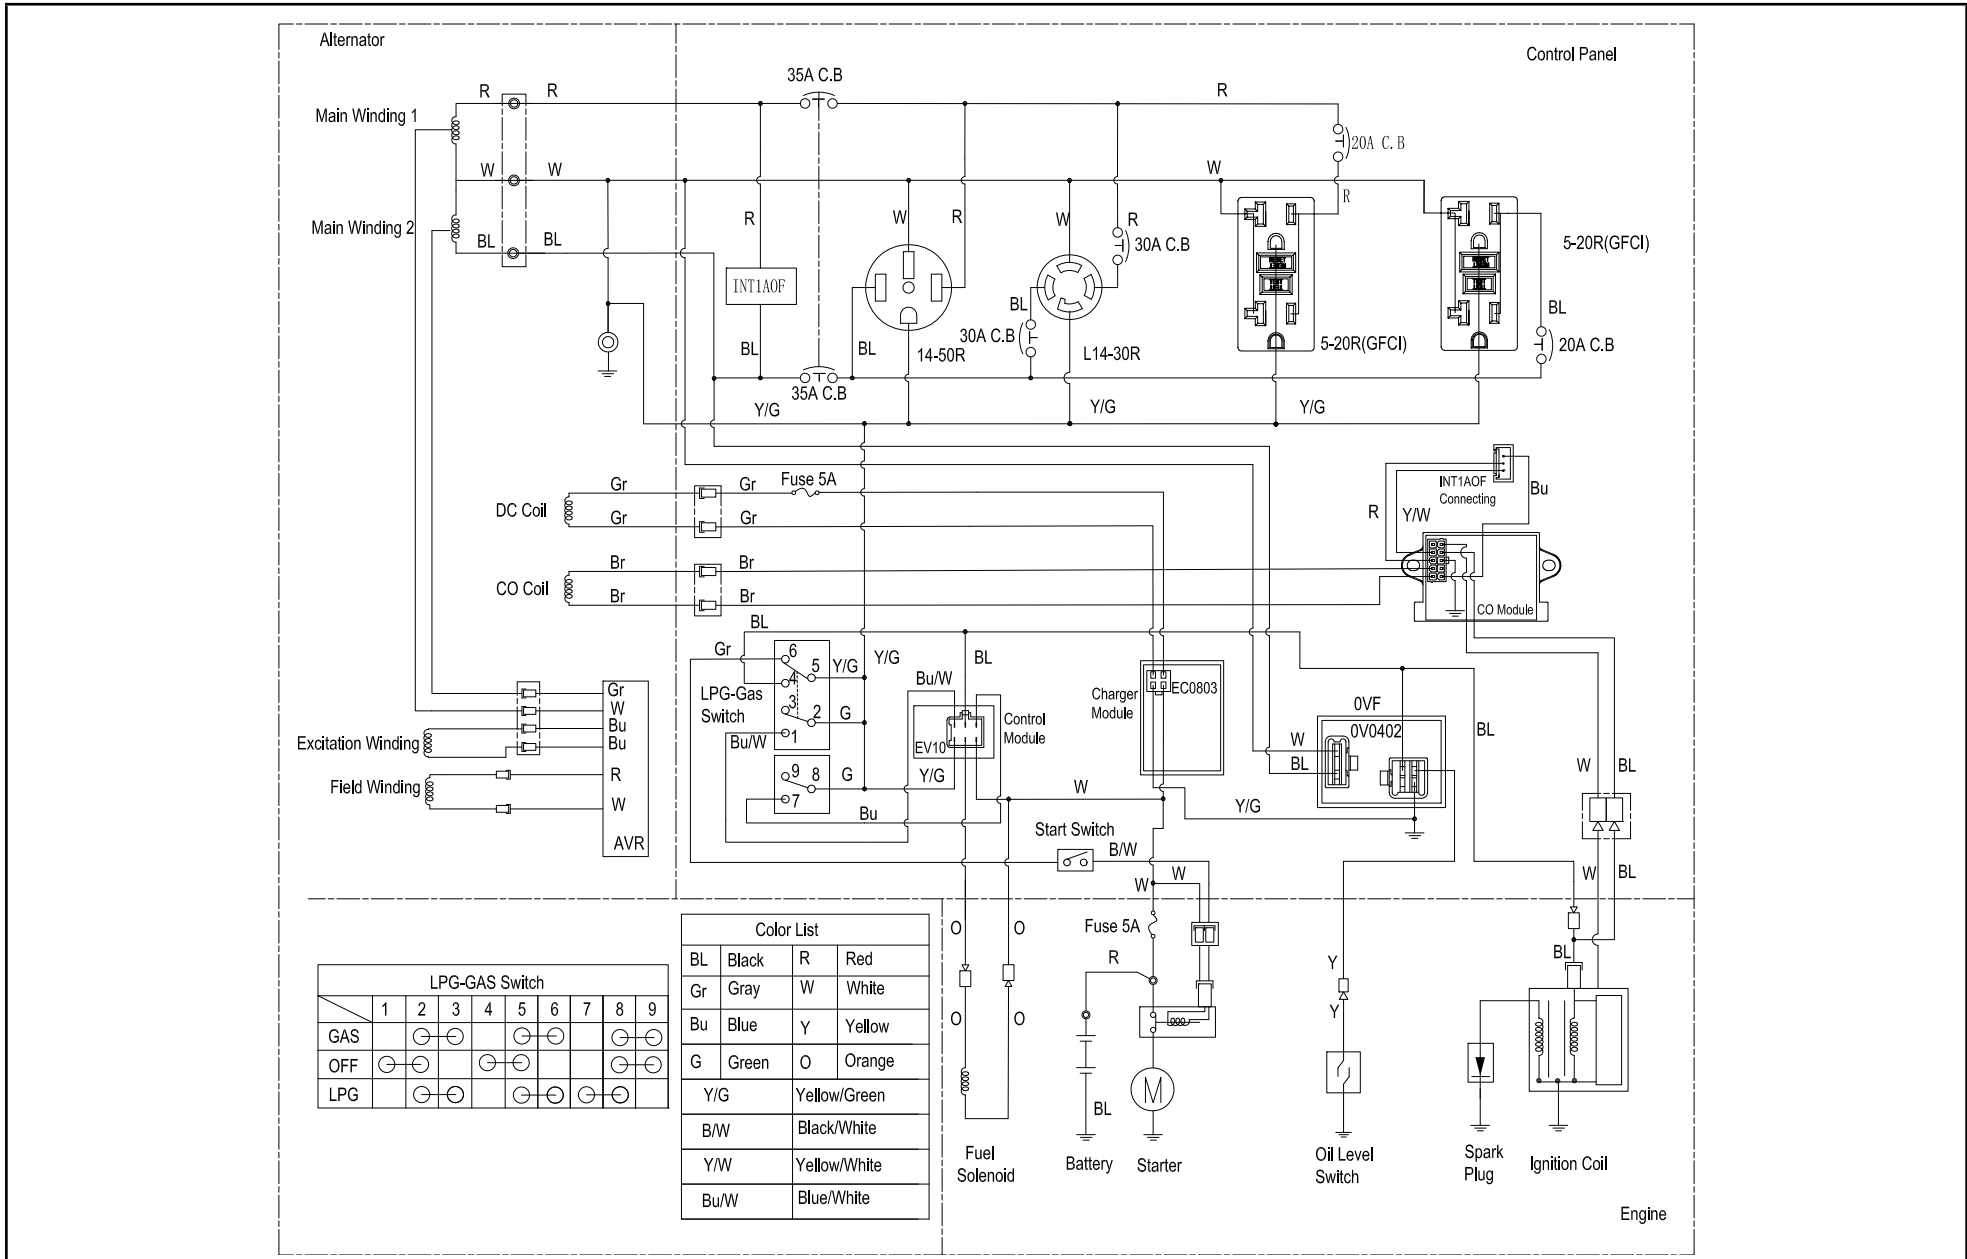 Alternator
Control Panel
35A C.B
R
R
R
Main Winding 1
20A C.B
W
W
W
R
R
W
R
W
R
30A C.B
Main Winding 2
BL
BL
5-20R(GFCI)
INT1AOF
BL
BL
30A C.B
BL
BL
14-50R
L14-30R
5-20R(GFCI)
20A C.B
35A C.B
Y/G
Y/G
Y/G
Gr
Gr
Fuse 5A
INT1AOF
Connecting
Bu
DC Coil
Gr
Gr
R
Y/W
Br
Br
CO Coil
Br
Br
CO Module
BL
Gr
6
5
Y/G
Y/G
BL
4
Bu/W
LPG-Gas
Switch
3
2
G
1
Bu/W
Charger
Module
EC0803
Control
Module
EV10
0VF
0V0402
BL
Gr
W
Bu
Bu
R
W
AVR
Excitation Winding
Field Winding
W
BL
9
8
G
7
Y/G
Bu
W
Y/G
W
BL
Start Switch
B/W
W
W
W
BL
Fuse 5A
R
O
O
O
O
Y
Y
BL
M
BL
Fuel
Solenoid
Battery
Starter
Oil Level
Switch
Spark
Plug
Ignition Coil
Engine
LPG-GAS Switch
1 2 3 4 5 6 7 8 9
GAS
OFF
LPG
Color List
BL Black R Red
Gr Gray W White
Bu Blue Y Yellow
G Green O Orange
Y/G Yellow/Green
B/W Black/White
Y/W Yellow/White
Bu/W Blue/White